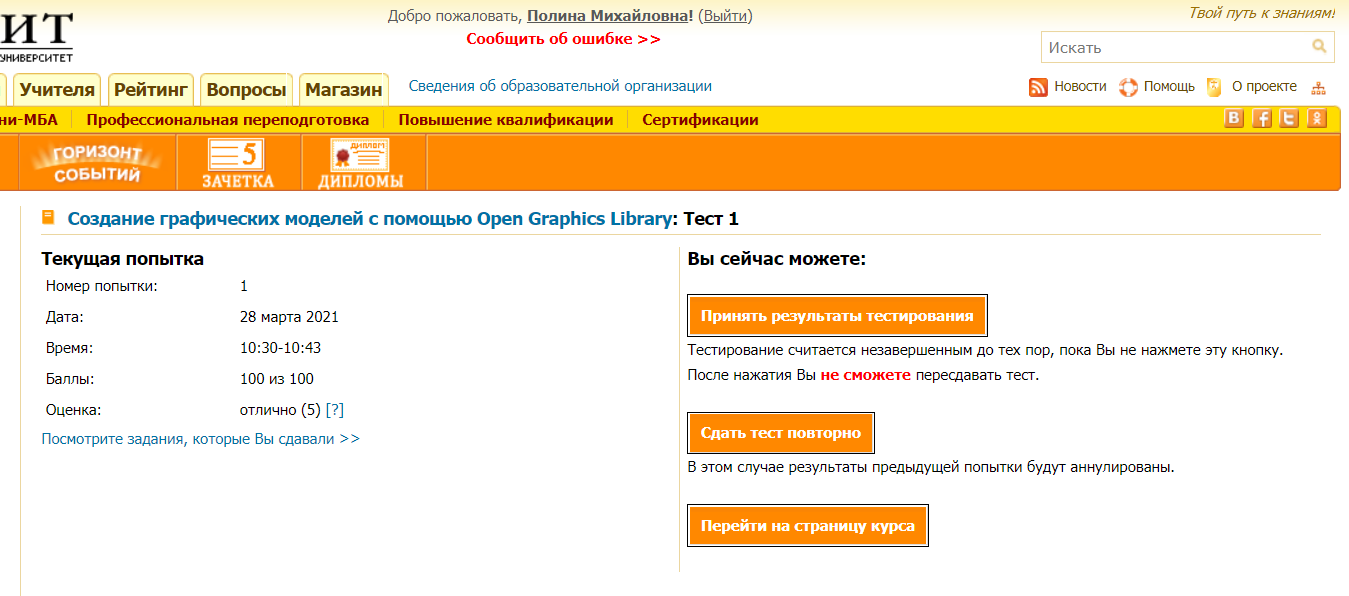 Добро пожаловать, Полина Михайловна! (Выйти)
Твой путь к знаниям!
ИТ
УНИВЕРСИТЕТ
Сообщить об ошибке >>
Искать
Учителя Рейтинг Вопросы Магазин Сведения об образовательной организации
Новости Помощь О проекте
ни-МБА Профессиональная переподготовка Повышение квалификации Сертификации
ГОРИЗОНТ
СОБЫТИЙ
5
ЗАЧЕТКА
ДИПЛОМ
ДИПЛОМЫ
Создание графических моделей с помощью Open Graphics Library: Тест 1
Текущая попытка
Номер попытки: 1
Дата: 28 марта 2021
Время: 10:30-10:43
Баллы: 100 из 100
Оценка: отлично (5) [?]
Посмотрите задания, которые Вы сдавали >>
Вы сейчас можете:
Принять результаты тестирования
Тестирование считается незавершенным до тех пор, пока Вы не нажмете эту кнопку.
После нажатия Вы не сможете пересдавать тест.
Сдать тест повторно
В этом случае результаты предыдущей попытки будут аннулированы.
Перейти на страницу курса